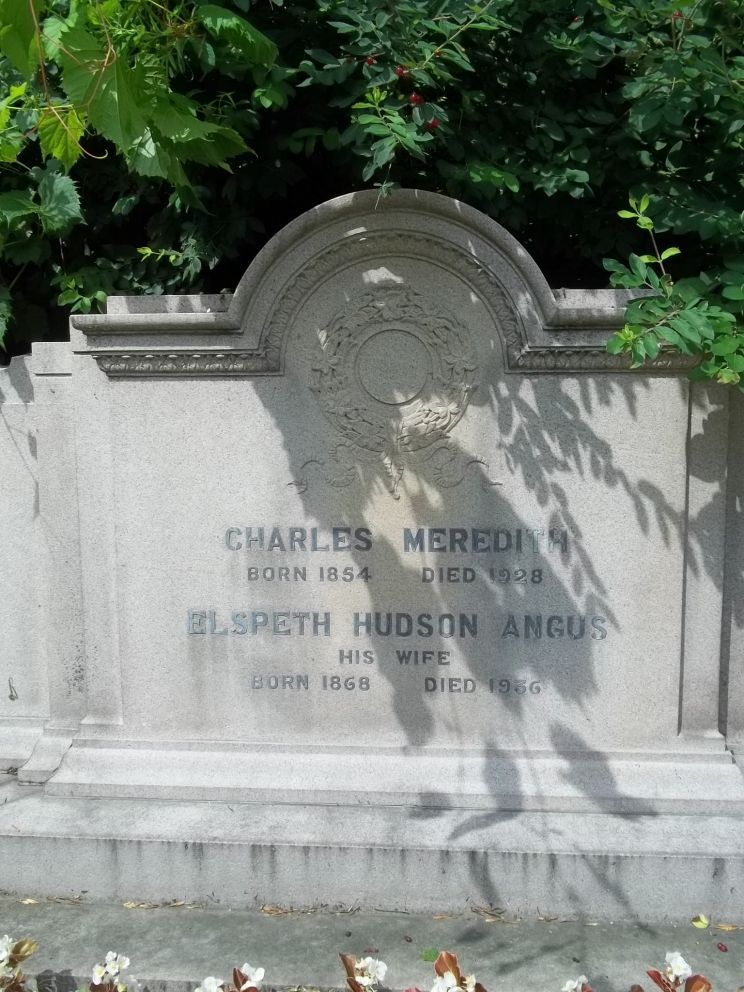 CHARLES MEREDITH
BORN 1854 DIED 1928
ELSPETH HUDSON ANGUS
HIS WIFE
BORN 1868 DIED 1936